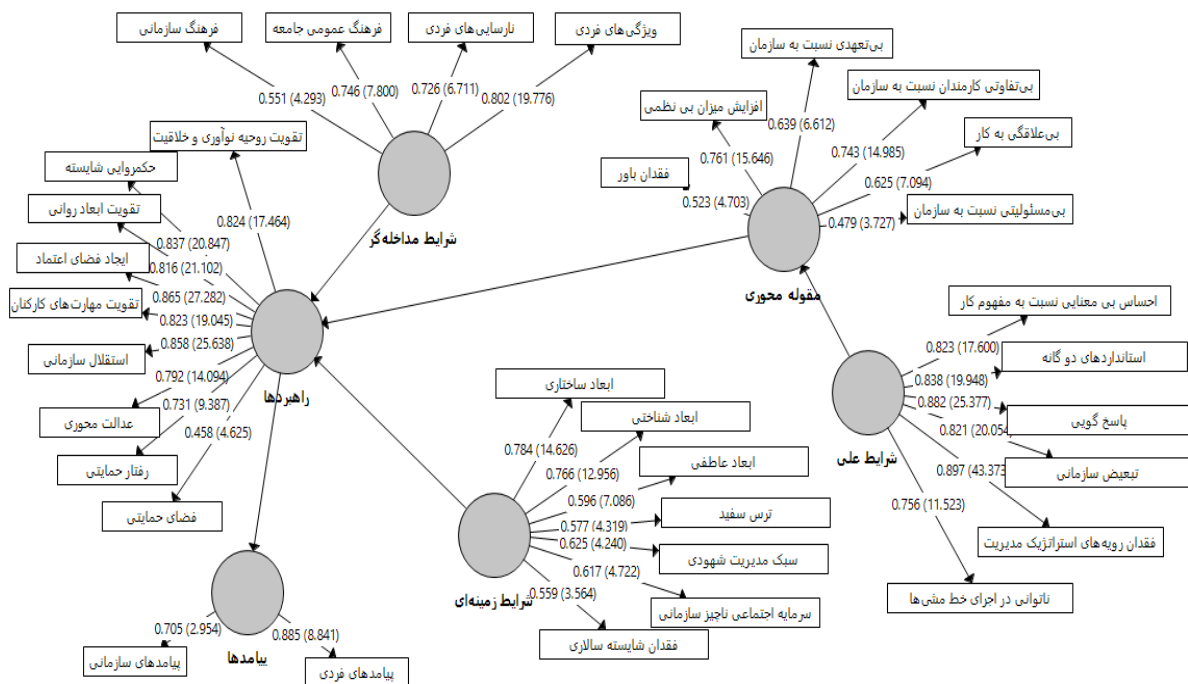 فرهنگ سازمانی
فرهنگ عمومی جامعه
نارسایی‌های فردی
ویژگی‌های فردی
0.551 (4.293)
0.746 (7.800)
0.726 (6.711)
0.802 (19.776)
شرایط مداخله‌گر
بی‌تعهدی نسبت به سازمان
بی‌تفاوتی کارمندان نسبت به سازمان
افزایش میزان بی نظمی
بی‌علاقگی به کار
فقدان باور
بی‌مسئولیتی نسبت به سازمان
0.639 (6.612)
0.743 (14.985)
0.761 (15.646)
0.625 (7.094)
0.523 (4.703)
0.479 (3.727)
مقوله محوری
تقویت روحیه نوآوری و خلاقیت
حکمروایی شایسته
تقویت ابعاد روانی
ایجاد فضای اعتماد
تقویت مهارت‌های کارکنان
استقلال سازمانی
عدالت محوری
رفتار حمایتی
فضای حمایتی
0.824 (17.464)
0.837 (20.847)
0.816 (21.102)
0.865 (27.282)
0.823 (19.045)
0.858 (25.638)
0.792 (14.094)
0.731 (9.387)
0.458 (4.625)
راهبردها
احساس بی معنایی نسبت به مفهوم کار
استانداردهای دو گانه
پاسخ گویی
تبعیض سازمانی
فقدان رویه‌های استراتژیک مدیریت
ناتوانی در اجرای خط مشی‌ها
0.823 (17.600)
0.838 (19.948)
0.882 (25.377)
0.821 (20.054)
0.897 (43.373)
0.756 (11.523)
شرایط علی
ابعاد ساختاری
ابعاد شناختی
ابعاد عاطفی
ترس سفید
سبک مدیریت شهودی
سرمایه اجتماعی ناچیز سازمانی
فقدان شایسته سالاری
0.784 (14.626)
0.766 (12.956)
0.596 (7.086)
0.577 (4.319)
0.625 (4.240)
0.617 (4.722)
0.559 (3.564)
شرایط زمینه‌ای
پیامدها
0.705 (2.954)
0.885 (8.841)
پیامدهای سازمانی
پیامدهای فردی